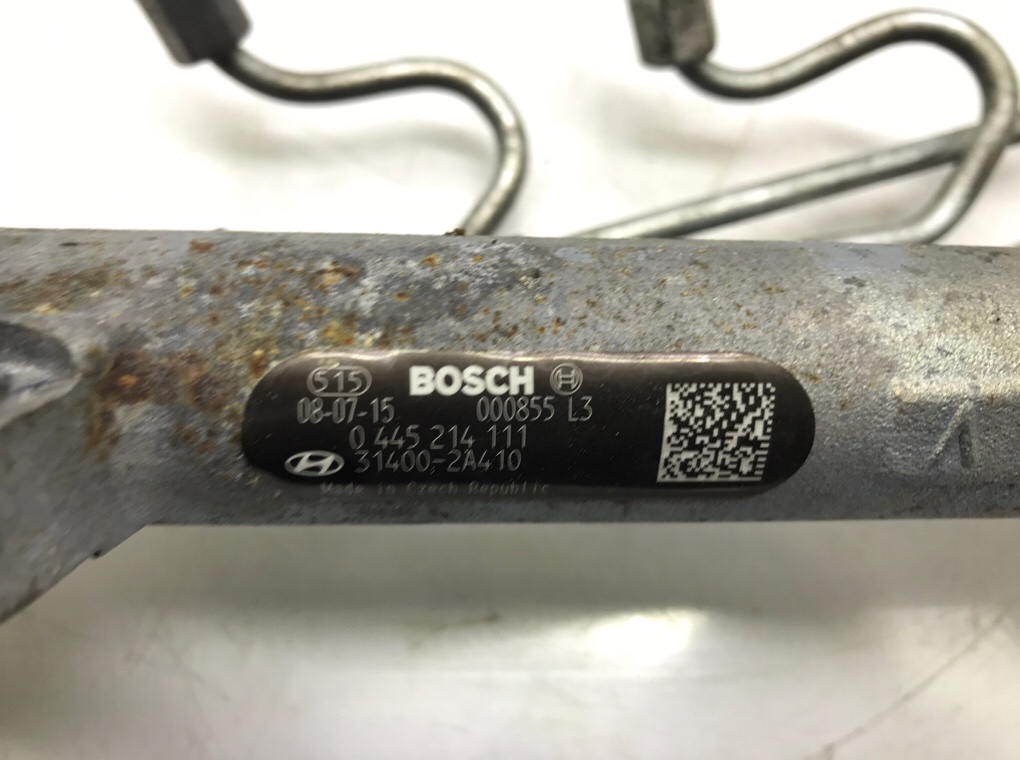 515 BOSCH
08-07-15 000855 L3
0 445 214 111
31400-2A410
Made in Czech Republic